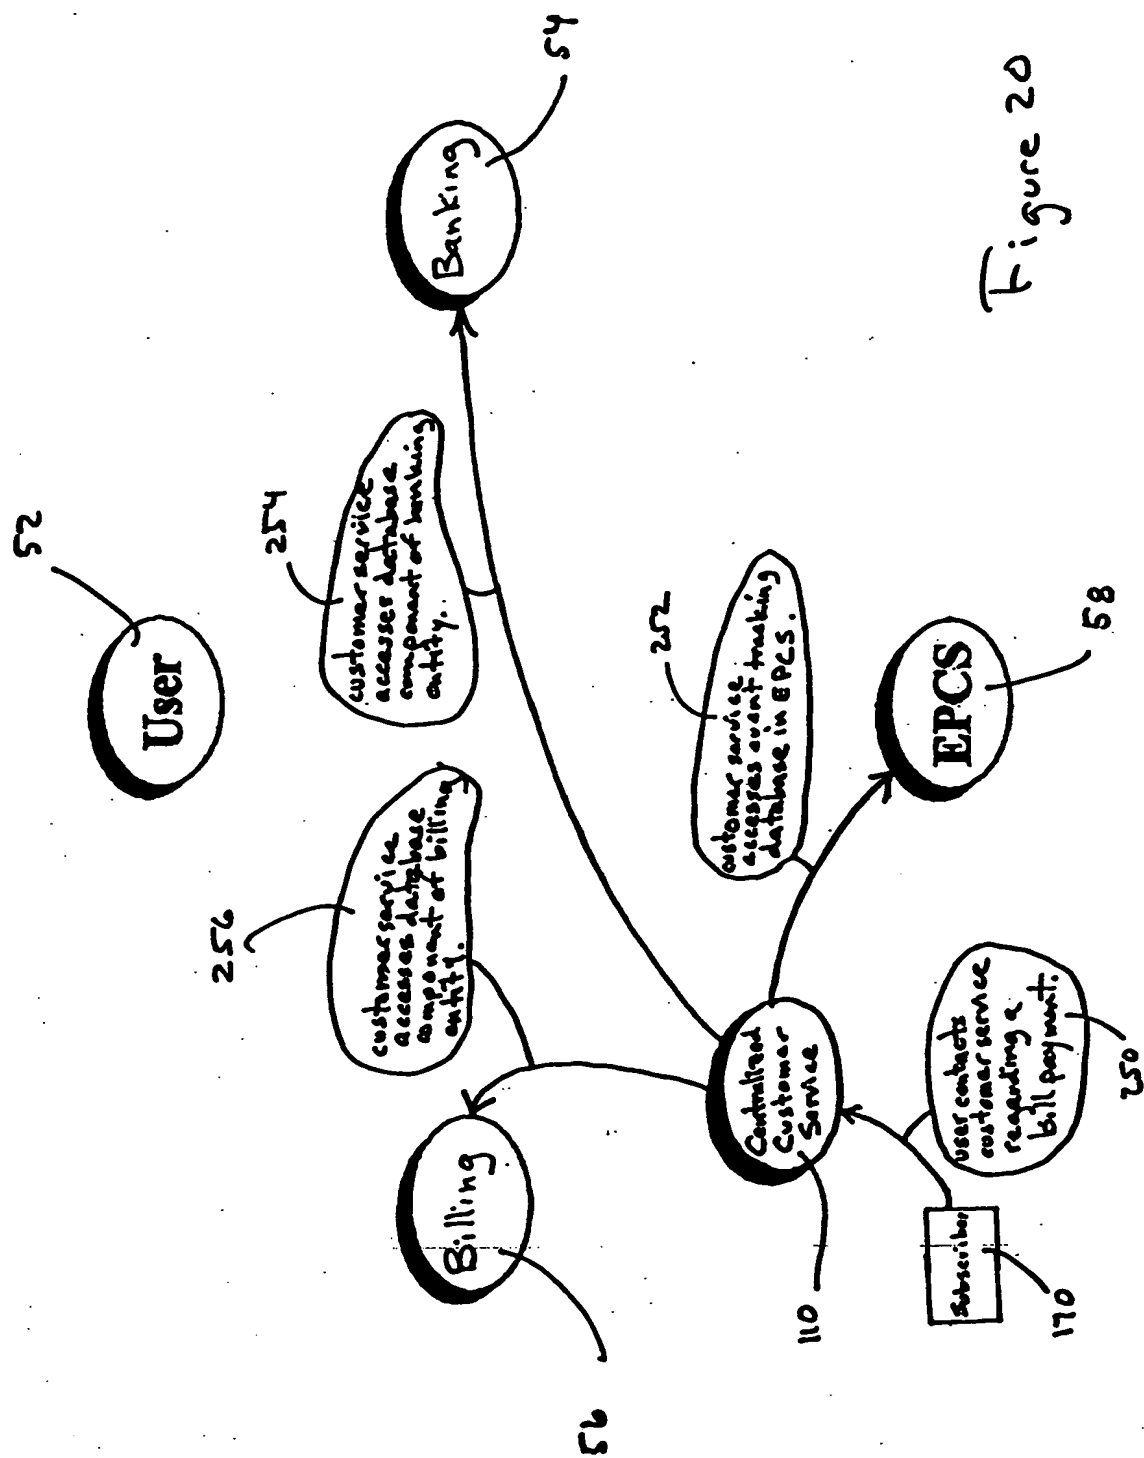 52
User
256
customer service
accesses database
component of billing
entity.
254
customer service
accesses database
component of banking
entity.
Billing
56
Banking
54
252
customer service
accesses event tracking
database in EPCS.
Centralized
Customer
Service
110
EPCS
58
user contacts
customer service
regarding a
bill payment.
250
Subscriber
170
Figure 20